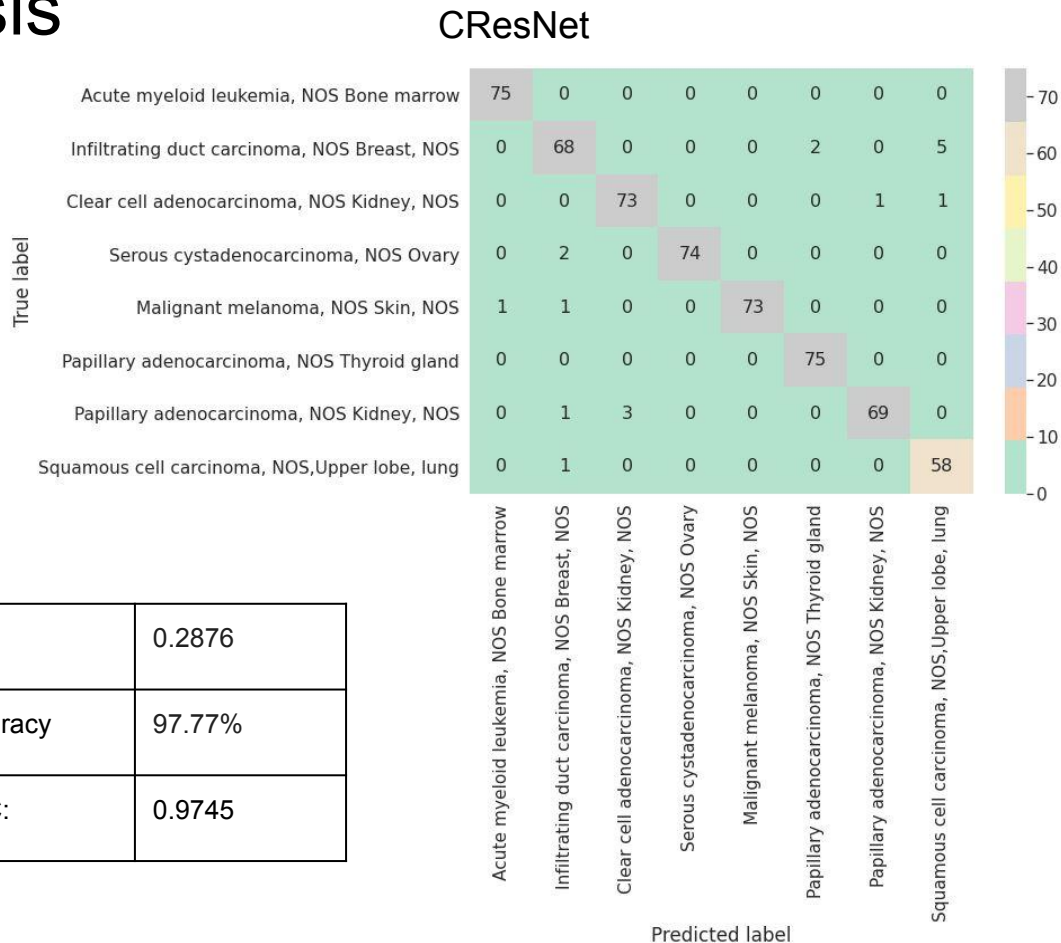 sis
CResNet
True label
Acute myeloid leukemia, NOS Bone marrow 75 0 0 0 0 0 0 0
Infiltrating duct carcinoma, NOS Breast, NOS 0 68 0 0 0 2 0 5
Clear cell adenocarcinoma, NOS Kidney, NOS 0 0 73 0 0 0 1 1
Serous cystadenocarcinoma, NOS Ovary 0 2 0 74 0 0 0 0
Malignant melanoma, NOS Skin, NOS 1 1 0 0 73 0 0 0
Papillary adenocarcinoma, NOS Thyroid gland 0 0 0 0 0 75 0 0
Papillary adenocarcinoma, NOS Kidney, NOS 0 1 3 0 0 0 69 0
Squamous cell carcinoma, NOS,Upper lobe, lung 0 1 0 0 0 0 0 58
70
60
50
40
30
20
10
0
Acute myeloid leukemia, NOS Bone marrow
Infiltrating duct carcinoma, NOS Breast, NOS
Clear cell adenocarcinoma, NOS Kidney, NOS
Serous cystadenocarcinoma, NOS Ovary
Malignant melanoma, NOS Skin, NOS
Papillary adenocarcinoma, NOS Thyroid gland
Papillary adenocarcinoma, NOS Kidney, NOS
Squamous cell carcinoma, NOS,Upper lobe, lung
Predicted label
0.2876
racy 97.77%
: 0.9745